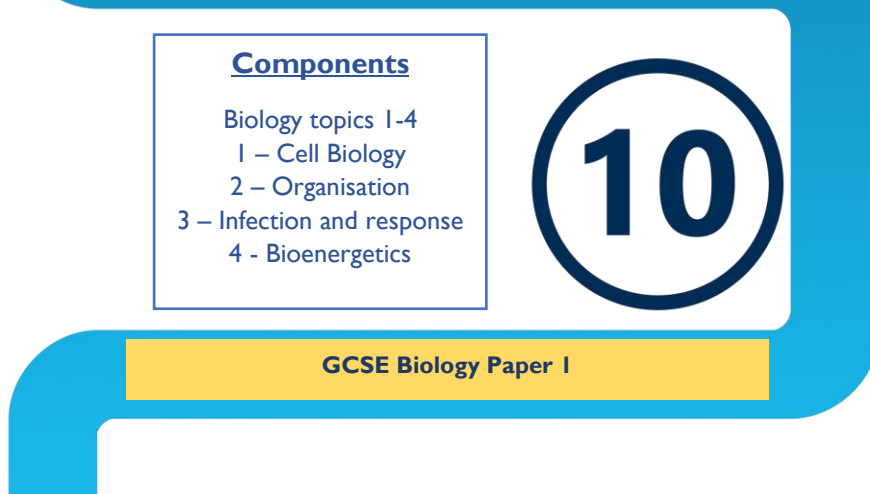 Components
Biology topics 1-4
1 – Cell Biology
2 – Organisation
3 – Infection and response
4 - Bioenergetics
10
GCSE Biology Paper 1